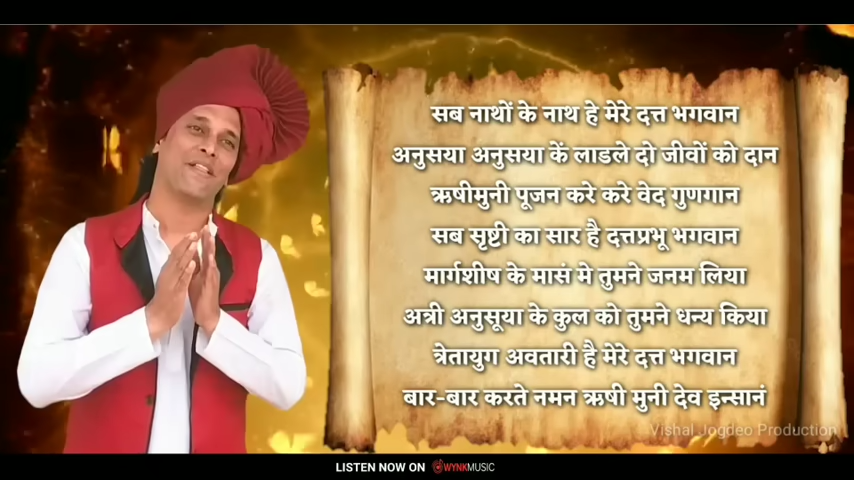 सब नाथों के नाथ हे मेरे दत्त भगवान
अनुसया अनुसया कें लाडले दो जीवों को दान
ऋषीमुनी पूजन करे करे वेद गुणगान
सब सृष्टी का सार है दत्तप्रभू भगवान
मार्गशीष के मासं मे तुमने जनम लिया
अत्री अनुसूया के कुल को तुमने धन्य किया
त्रेतायुग अवतारी है मेरे दत्त भगवान
बार-बार करते नमन ऋषी मुनी देव इन्सानं
Vishal Jogdeo Production
LISTEN NOW ON WYNKMUSIC